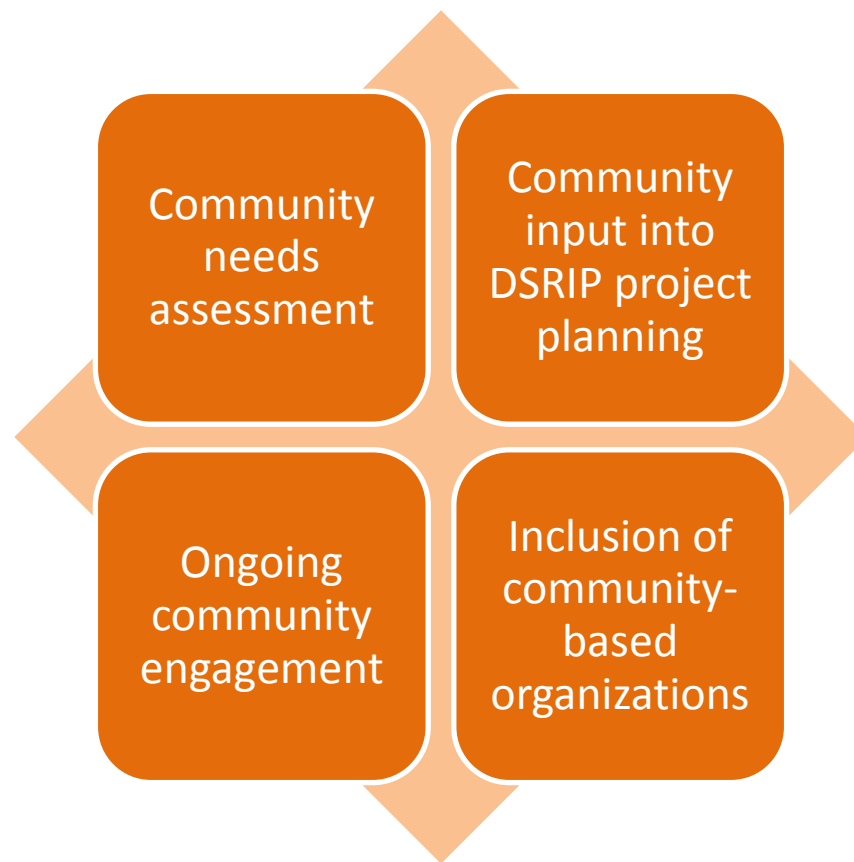 Community
needs
assessment
Community
input into
DSRIP project
planning
Ongoing
community
engagement
Inclusion of
community-
based
organizations